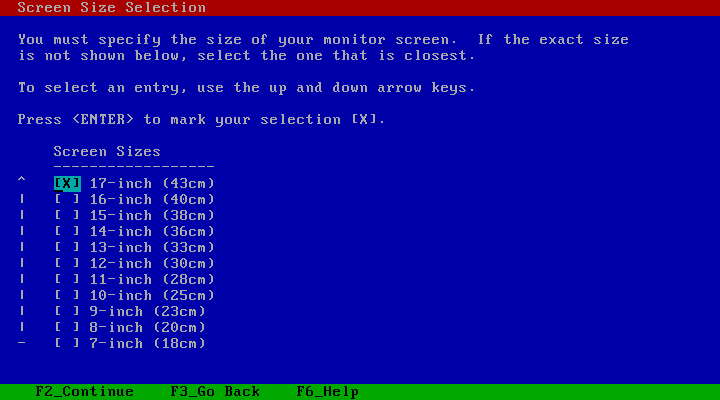 Screen Size Selection
You must specify the size of your monitor screen.  If the exact size
is not shown below, select the one that is closest.
To select an entry, use the up and down arrow keys.
Press <ENTER> to mark your selection [X].
Screen Sizes
-------------------
^ [X] 17-inch (43cm)
| [ ] 16-inch (40cm)
| [ ] 15-inch (38cm)
| [ ] 14-inch (36cm)
| [ ] 13-inch (33cm)
| [ ] 12-inch (30cm)
| [ ] 11-inch (28cm)
| [ ] 10-inch (25cm)
| [ ] 9-inch (23cm)
| [ ] 8-inch (20cm)
- [ ] 7-inch (18cm)
F2_Continue    F3_Go Back    F6_Help